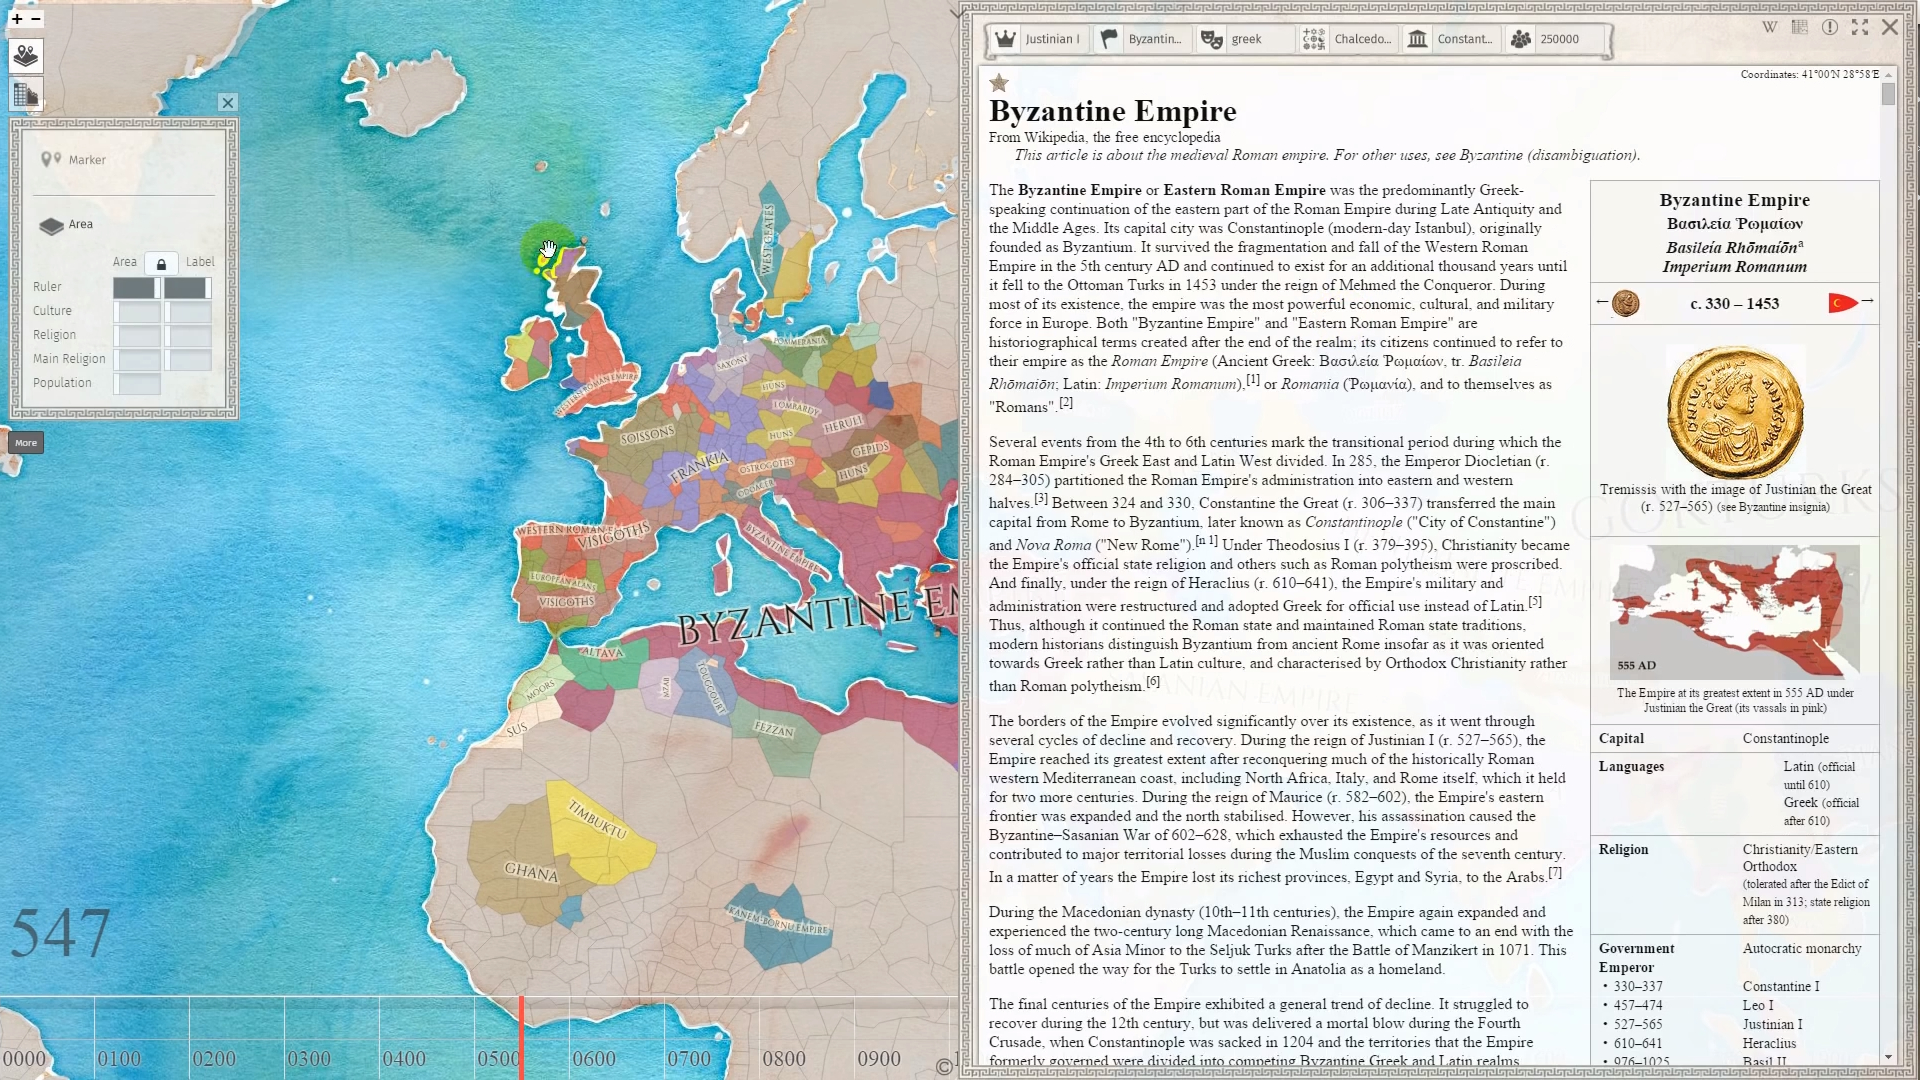 + −
Marker
Area
Area Label
Ruler
Culture
Religion
Main Religion
Population
More
547
0000 0100 0200 0300 0400 0500 0600 0700 0800 0900
WEST GEATES
POMMERANIA
SAXONY
HUNS
WESTERN ROMAN EMPIRE
LOMBARDY
HERULI
SOISSONS
HUNS
GEPIDS
FRANKIA
OSTROGOTHS
HUNS
ODOACER
WESTERN ROMAN
VISIGOTHS
BYZANTINE EMPIRE
EUROPEAN ALANS
VISIGOTHS
BYZANTINE EM
ALTAVA
MOORS
MZAB
TOUGGOURT
SUS
FEZZAN
TIMBUKTU
GHANA
KANEM-BORNU EMPIRE
©
Justinian I Byzantin... greek Chalcedo... Constant... 250000
W
Coordinates: 41°00′N 28°58′E
Byzantine Empire
From Wikipedia, the free encyclopedia
This article is about the medieval Roman empire. For other uses, see Byzantine (disambiguation).
The Byzantine Empire or Eastern Roman Empire was the predominantly Greek-
speaking continuation of the eastern part of the Roman Empire during Late Antiquity and
the Middle Ages. Its capital city was Constantinople (modern-day Istanbul), originally
founded as Byzantium. It survived the fragmentation and fall of the Western Roman
Empire in the 5th century AD and continued to exist for an additional thousand years until
it fell to the Ottoman Turks in 1453 under the reign of Mehmed the Conqueror. During
most of its existence, the empire was the most powerful economic, cultural, and military
force in Europe. Both "Byzantine Empire" and "Eastern Roman Empire" are
historiographical terms created after the end of the realm; its citizens continued to refer to
their empire as the Roman Empire (Ancient Greek: Βασιλεία Ῥωμαίων, tr. Basileia
Rhōmaiōn; Latin: Imperium Romanum),[1] or Romania (Ῥωμανία), and to themselves as
"Romans".[2]
Several events from the 4th to 6th centuries mark the transitional period during which the
Roman Empire's Greek East and Latin West divided. In 285, the Emperor Diocletian (r.
284–305) partitioned the Roman Empire's administration into eastern and western
halves.[3] Between 324 and 330, Constantine the Great (r. 306–337) transferred the main
capital from Rome to Byzantium, later known as Constantinople ("City of Constantine")
and Nova Roma ("New Rome").[n 1] Under Theodosius I (r. 379–395), Christianity became
the Empire's official state religion and others such as Roman polytheism were proscribed.
And finally, under the reign of Heraclius (r. 610–641), the Empire's military and
administration were restructured and adopted Greek for official use instead of Latin.[5]
Thus, although it continued the Roman state and maintained Roman state traditions,
modern historians distinguish Byzantium from ancient Rome insofar as it was oriented
towards Greek rather than Latin culture, and characterised by Orthodox Christianity rather
than Roman polytheism.[6]
The borders of the Empire evolved significantly over its existence, as it went through
several cycles of decline and recovery. During the reign of Justinian I (r. 527–565), the
Empire reached its greatest extent after reconquering much of the historically Roman
western Mediterranean coast, including North Africa, Italy, and Rome itself, which it held
for two more centuries. During the reign of Maurice (r. 582–602), the Empire's eastern
frontier was expanded and the north stabilised. However, his assassination caused the
Byzantine–Sasanian War of 602–628, which exhausted the Empire's resources and
contributed to major territorial losses during the Muslim conquests of the seventh century.
In a matter of years the Empire lost its richest provinces, Egypt and Syria, to the Arabs.[7]
During the Macedonian dynasty (10th–11th centuries), the Empire again expanded and
experienced the two-century long Macedonian Renaissance, which came to an end with the
loss of much of Asia Minor to the Seljuk Turks after the Battle of Manzikert in 1071. This
battle opened the way for the Turks to settle in Anatolia as a homeland.
The final centuries of the Empire exhibited a general trend of decline. It struggled to
recover during the 12th century, but was delivered a mortal blow during the Fourth
Crusade, when Constantinople was sacked in 1204 and the territories that the Empire
formerly governed were divided into competing Byzantine Greek and Latin realms.
Byzantine Empire
Βασιλεία Ῥωμαίων
Basileía Rhōmaíōna
Imperium Romanum
← c. 330 – 1453 →
Tremissis with the image of Justinian the Great
(r. 527–565) (see Byzantine insignia)
555 AD
The Empire at its greatest extent in 555 AD under
Justinian the Great (its vassals in pink)
Capital Constantinople
Languages Latin (official
until 610)
Greek (official
after 610)
Religion Christianity/Eastern
Orthodox
(tolerated after the Edict of
Milan in 313; state religion
after 380)
Government Autocratic monarchy
Emperor
• 330–337 Constantine I
• 457–474 Leo I
• 527–565 Justinian I
• 610–641 Heraclius
• 976–1025 Basil II